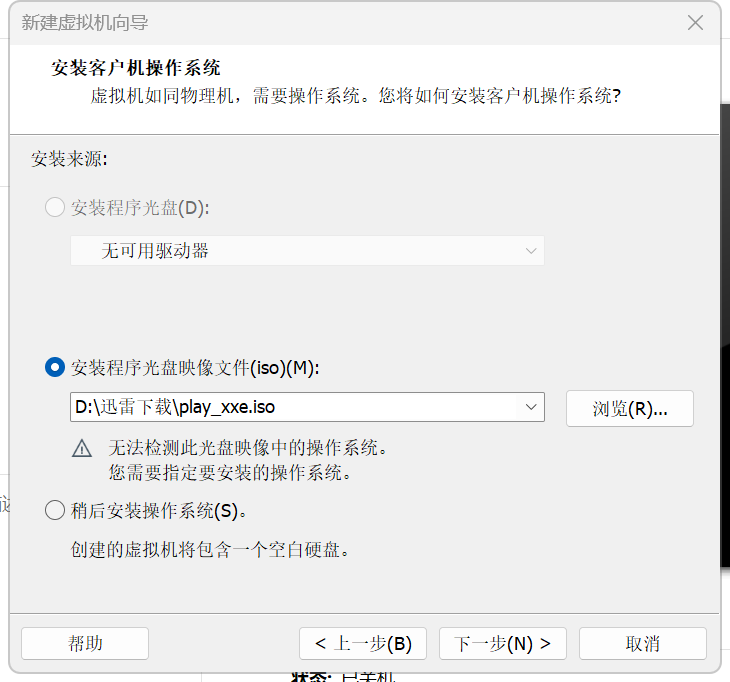 新建虚拟机向导
安装客户机操作系统
虚拟机如同物理机，需要操作系统。您将如何安装客户机操作系统?
安装来源:
安装程序光盘(D):
无可用驱动器
安装程序光盘映像文件(iso)(M):
D:\迅雷下载\play_xxe.iso
浏览(R)...
无法检测此光盘映像中的操作系统。
您需要指定要安装的操作系统。
稍后安装操作系统(S)。
创建的虚拟机将包含一个空白硬盘。
帮助
< 上一步(B)
下一步(N) >
取消
状态: 已关机